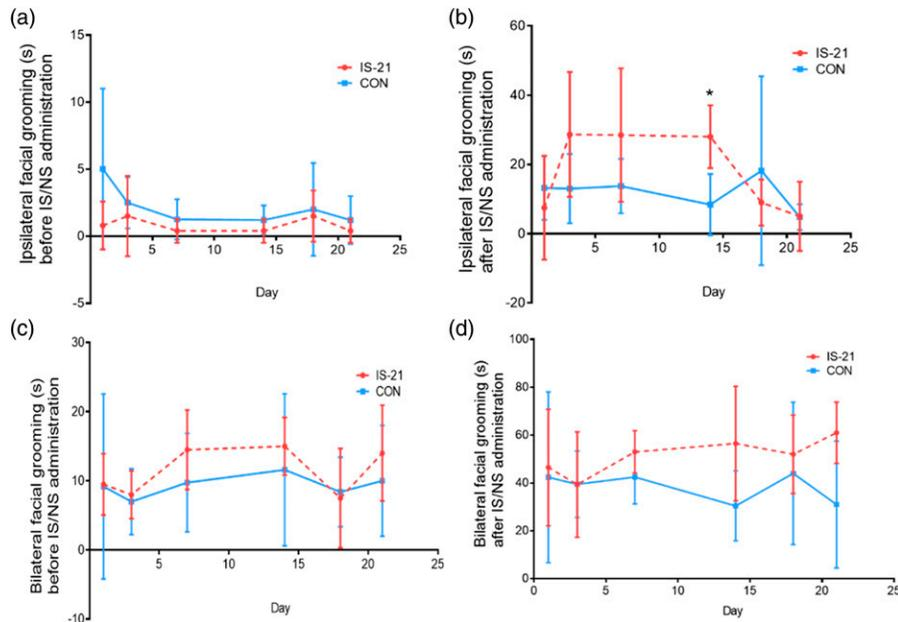 (a)
Ipsilateral facial grooming (s)
before IS/NS administration
15
10
5
0
-5
5
10
15
20
25
Day
IS-21
CON
(b)
Ipsilateral facial grooming (s)
after IS/NS administration
60
40
20
0
-20
5
10
15
20
25
Day
IS-21
CON
*
(c)
Bilateral facial grooming (s)
before IS/NS administration
30
20
10
0
-10
5
10
15
20
25
Day
IS-21
CON
(d)
Bilateral facial grooming (s)
after IS/NS administration
100
80
60
40
20
0
0
5
10
15
20
25
Day
IS-21
CON